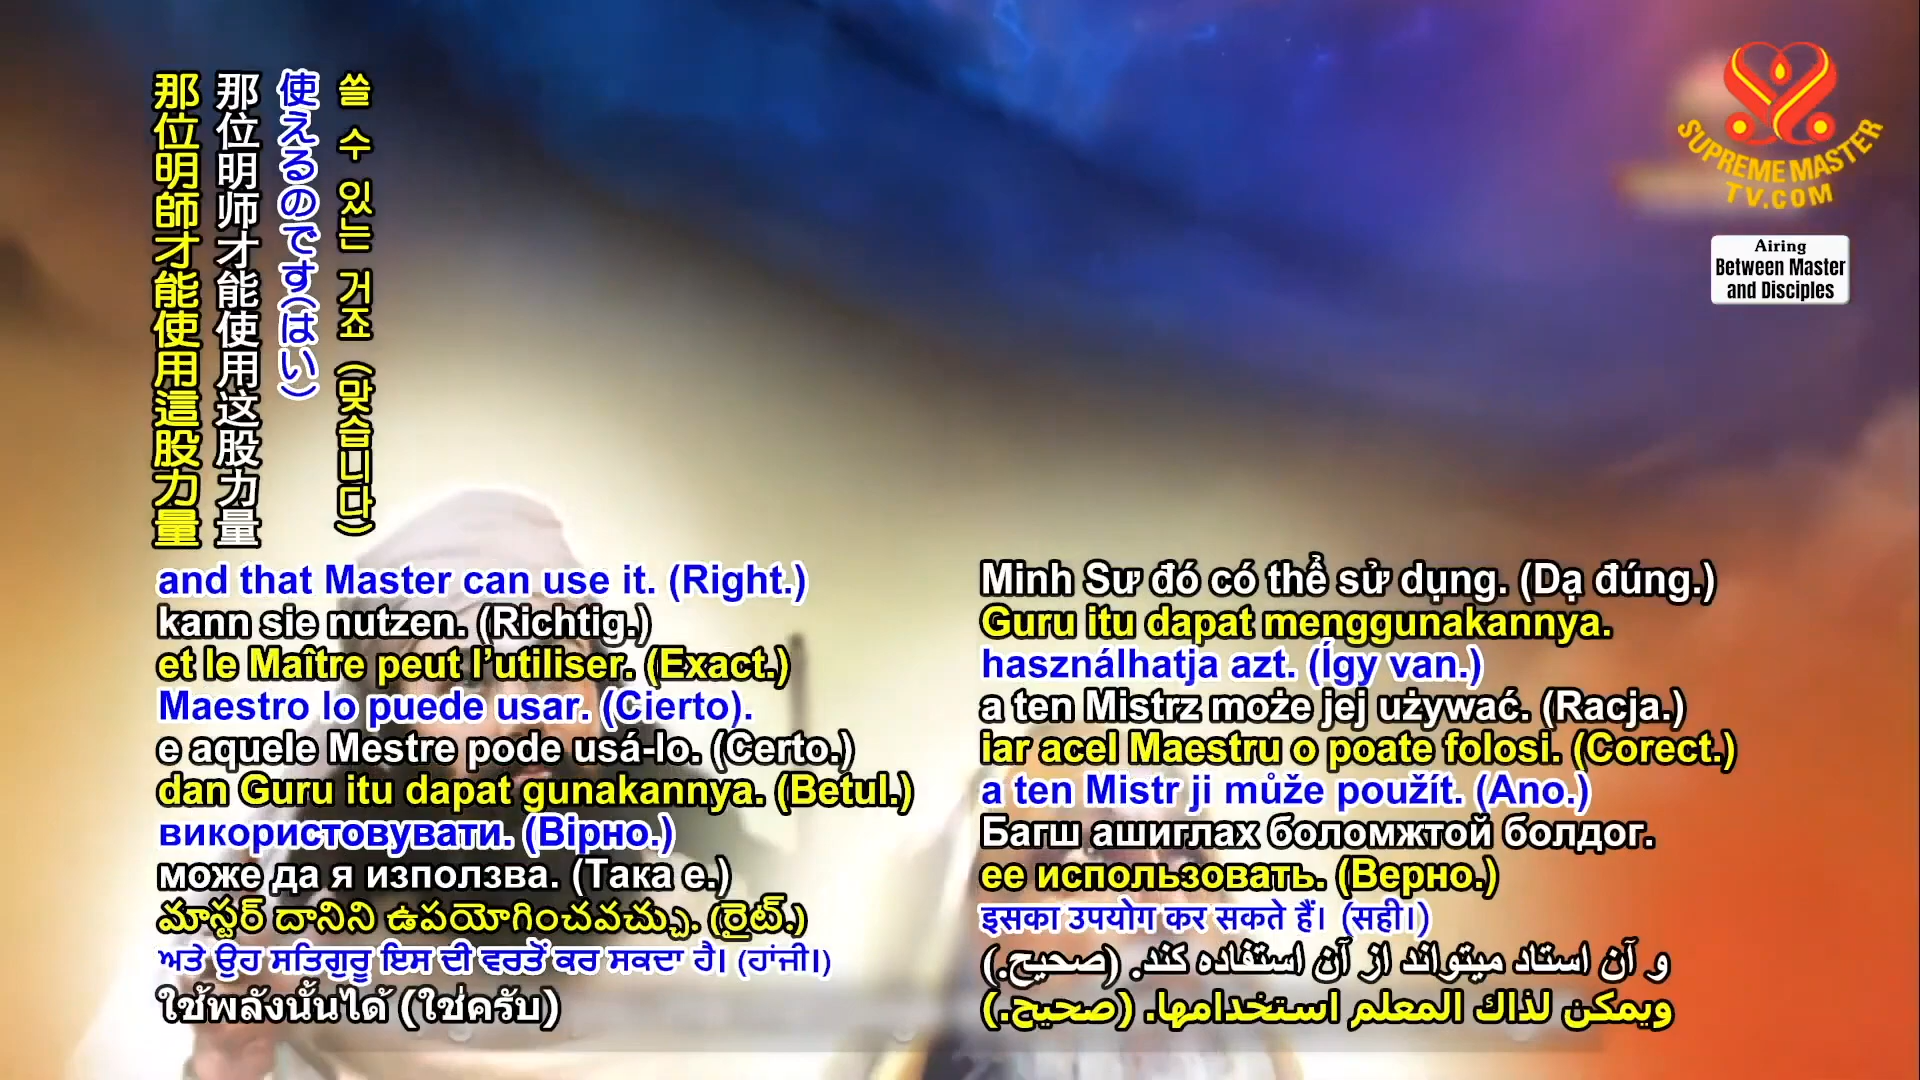 那位明師才能使用這股力量
那位明师才能使用这股力量
使えるのです(はい)
쓸 수 있는 거죠 (맞습니다)
SUPREME MASTER
TV.COM
Airing
Between Master
and Disciples
and that Master can use it. (Right.)
kann sie nutzen. (Richtig.)
et le Maître peut l’utiliser. (Exact.)
Maestro lo puede usar. (Cierto).
e aquele Mestre pode usá-lo. (Certo.)
dan Guru itu dapat gunakannya. (Betul.)
використовувати. (Вірно.)
може да я използва. (Така е.)
మాస్టర్ దానిని ఉపయోగించవచ్చు. (రైట్.)
ਅਤੇ ਉਹ ਸਤਿਗੁਰੂ ਇਸ ਦੀ ਵਰਤੋਂ ਕਰ ਸਕਦਾ ਹੈ। (ਹਾਂਜੀ।)
ใช้พลังนั้นได้ (ใช่ครับ)
Minh Sư đó có thể sử dụng. (Dạ đúng.)
Guru itu dapat menggunakannya.
használhatja azt. (Így van.)
a ten Mistrz może jej używać. (Racja.)
iar acel Maestru o poate folosi. (Corect.)
a ten Mistr ji může použít. (Ano.)
Багш ашиглах боломжтой болдог.
ее использовать. (Верно.)
इसका उपयोग कर सकते हैं। (सही।)
و آن استاد میتواند از آن استفاده کند. (صحیح.)
ويمكن لذاك المعلم استخدامها. (صحيح.)